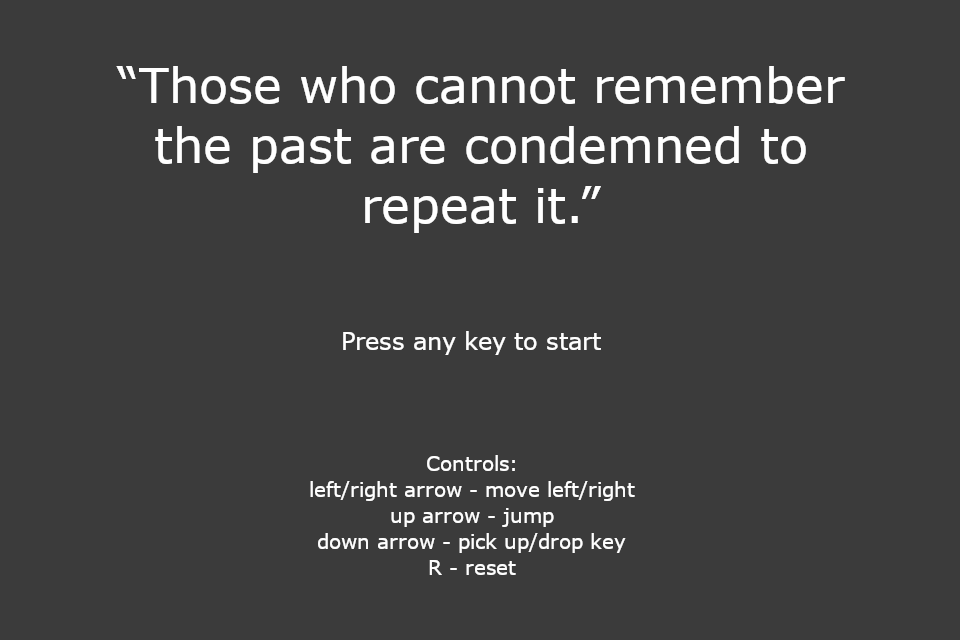 “Those who cannot remember
the past are condemned to
repeat it.”
Press any key to start
Controls:
left/right arrow - move left/right
up arrow - jump
down arrow - pick up/drop key
R - reset